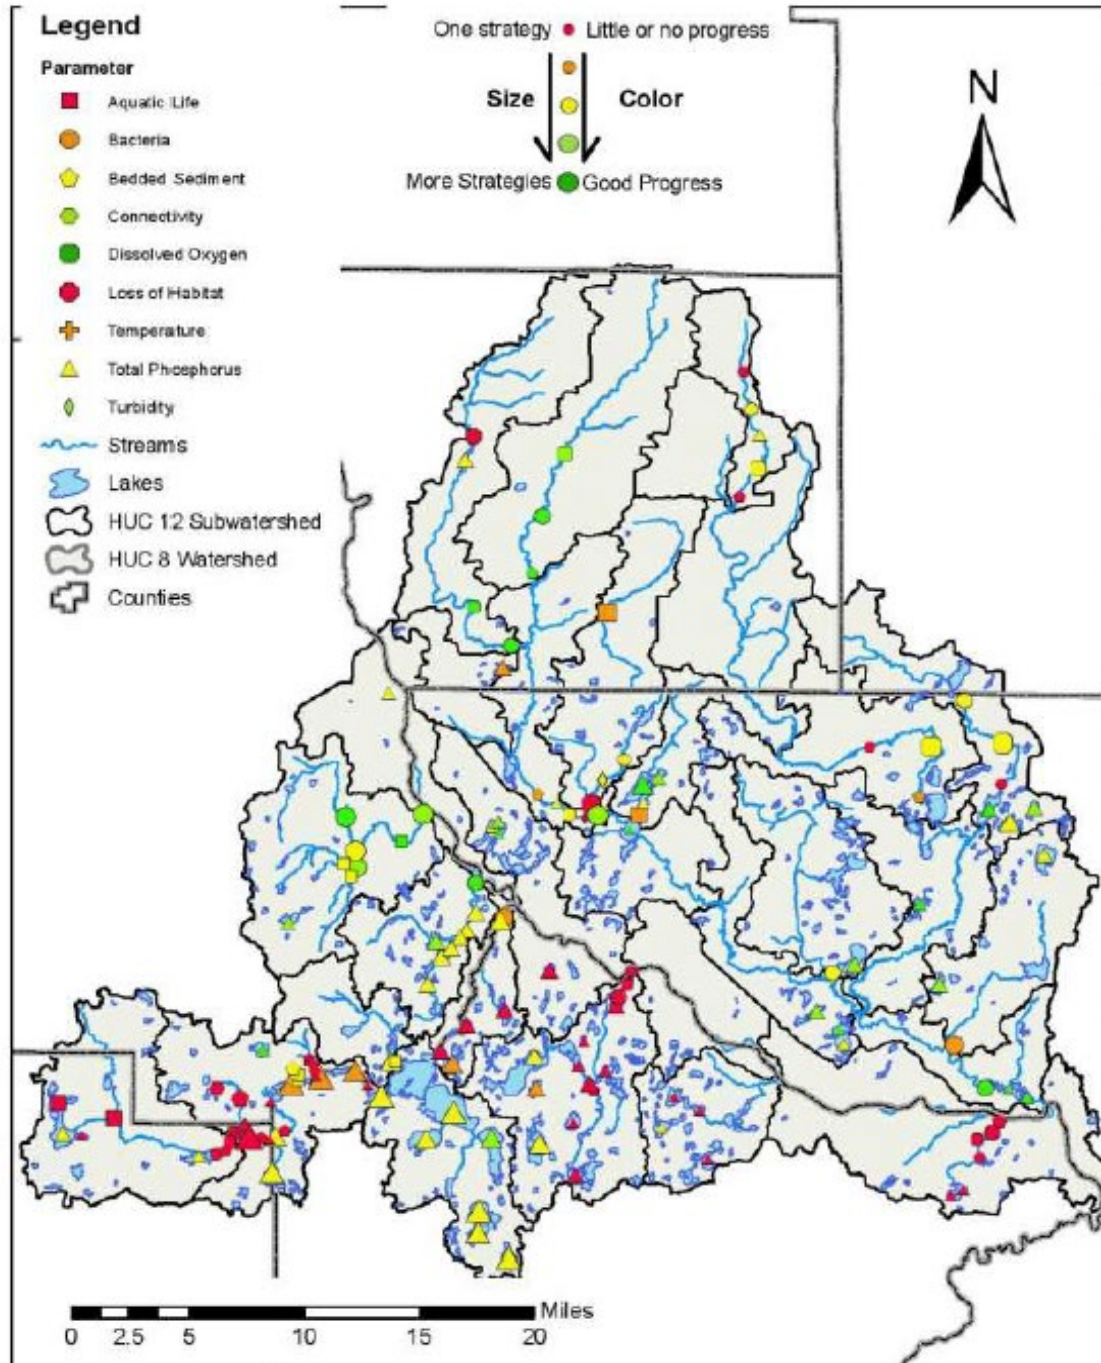 Legend
Parameter
Aquatic Life
Bacteria
Bedded Sediment
Connectivity
Dissolved Oxygen
Loss of Habitat
Temperature
Total Phosphorus
Turbidity
Streams
Lakes
HUC 12 Subwatershed
HUC 8 Watershed
Counties
One strategy Little or no progress
Size Color
More Strategies Good Progress
N
Miles
0 2.5 5 10 15 20